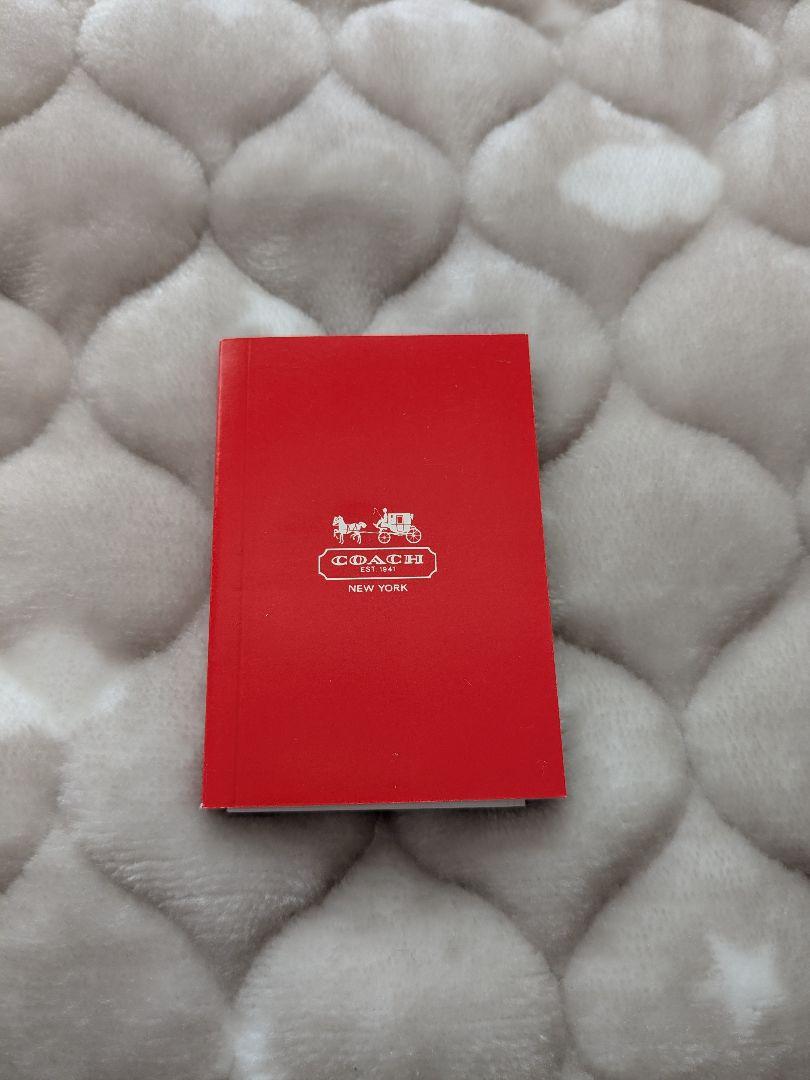 COACH
EST. 1941
NEW YORK